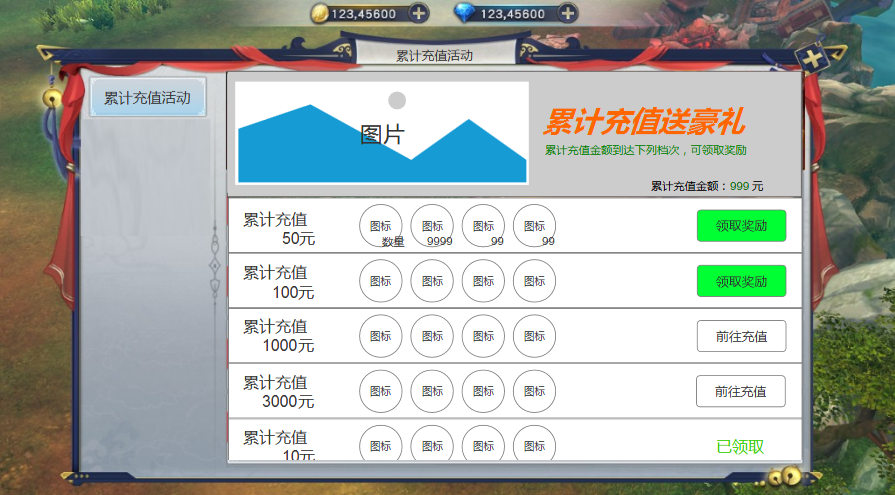 123,45600
123,45600
累计充值活动
累计充值活动
图片
累计充值送豪礼
累计充值金额到达下列档次，可领取奖励
累计充值金额：999 元
累计充值
50元
图标 图标 图标 图标
数量 9999 99 99
领取奖励
累计充值
100元
图标 图标 图标 图标
领取奖励
累计充值
1000元
图标 图标 图标 图标
前往充值
累计充值
3000元
图标 图标 图标 图标
前往充值
累计充值
10元
图标 图标 图标 图标
已领取